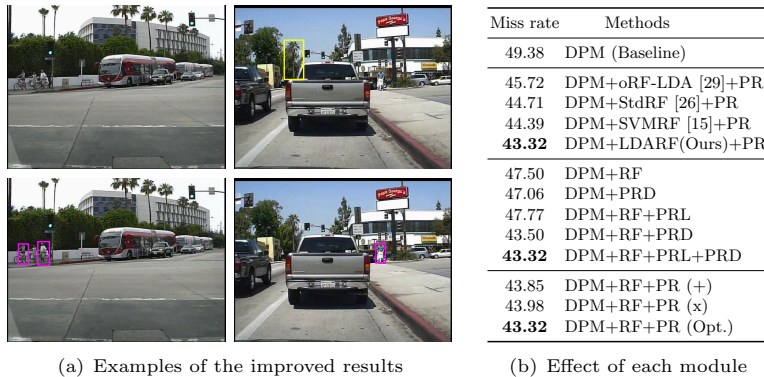 Miss rate Methods
49.38 DPM (Baseline)
45.72 DPM+oRF-LDA [29]+PR
44.71 DPM+StdRF [26]+PR
44.39 DPM+SVMRF [15]+PR
43.32 DPM+LDARF(Ours)+PR
47.50 DPM+RF
47.06 DPM+PRD
47.77 DPM+RF+PRL
43.50 DPM+RF+PRD
43.32 DPM+RF+PRL+PRD
43.85 DPM+RF+PR (+)
43.98 DPM+RF+PR (x)
43.32 DPM+RF+PR (Opt.)
(a) Examples of the improved results
(b) Effect of each module